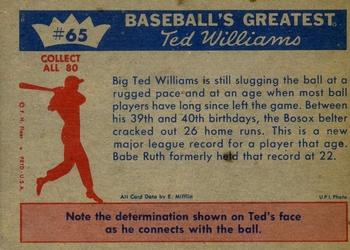 #65
BASEBALL'S GREATEST
Ted Williams
COLLECT
ALL 80
Big Ted Williams is still slugging the ball at a
rugged pace-and at an age when most ball
players have long since left the game. Between
his 39th and 40th birthdays, the Bosox belter
cracked out 26 home runs. This is a new
major league record for a player that age.
Babe Ruth formerly held that record at 22.
© F. H. Fleer • PRTD U.S.A.
All Card Data by E. Mifflin
U.P.I. Photo
Note the determination shown on Ted's face
as he connects with the ball.